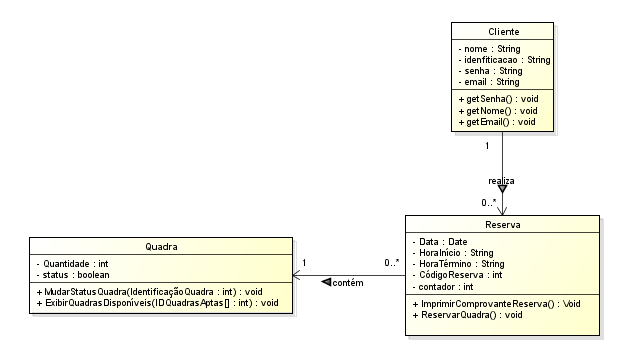 Cliente
- nome : String
- idenfiticacao : String
- senha : String
- email : String
+ getSenha() : void
+ getNome() : void
+ getEmail() : void
1
realiza
0..*
Reserva
- Data : Date
- HoraInício : String
- HoraTérmino : String
- CódigoReserva : int
- contador : int
+ ImprimirComprovanteReserva() : Void
+ ReservarQuadra() : void
0..*
contém
1
Quadra
- Quantidade : int
- status : boolean
+ MudarStatusQuadra(IdentificaçãoQuadra : int) : void
+ ExibirQuadrasDisponíveis(IDQuadrasAptas[] : int) : void